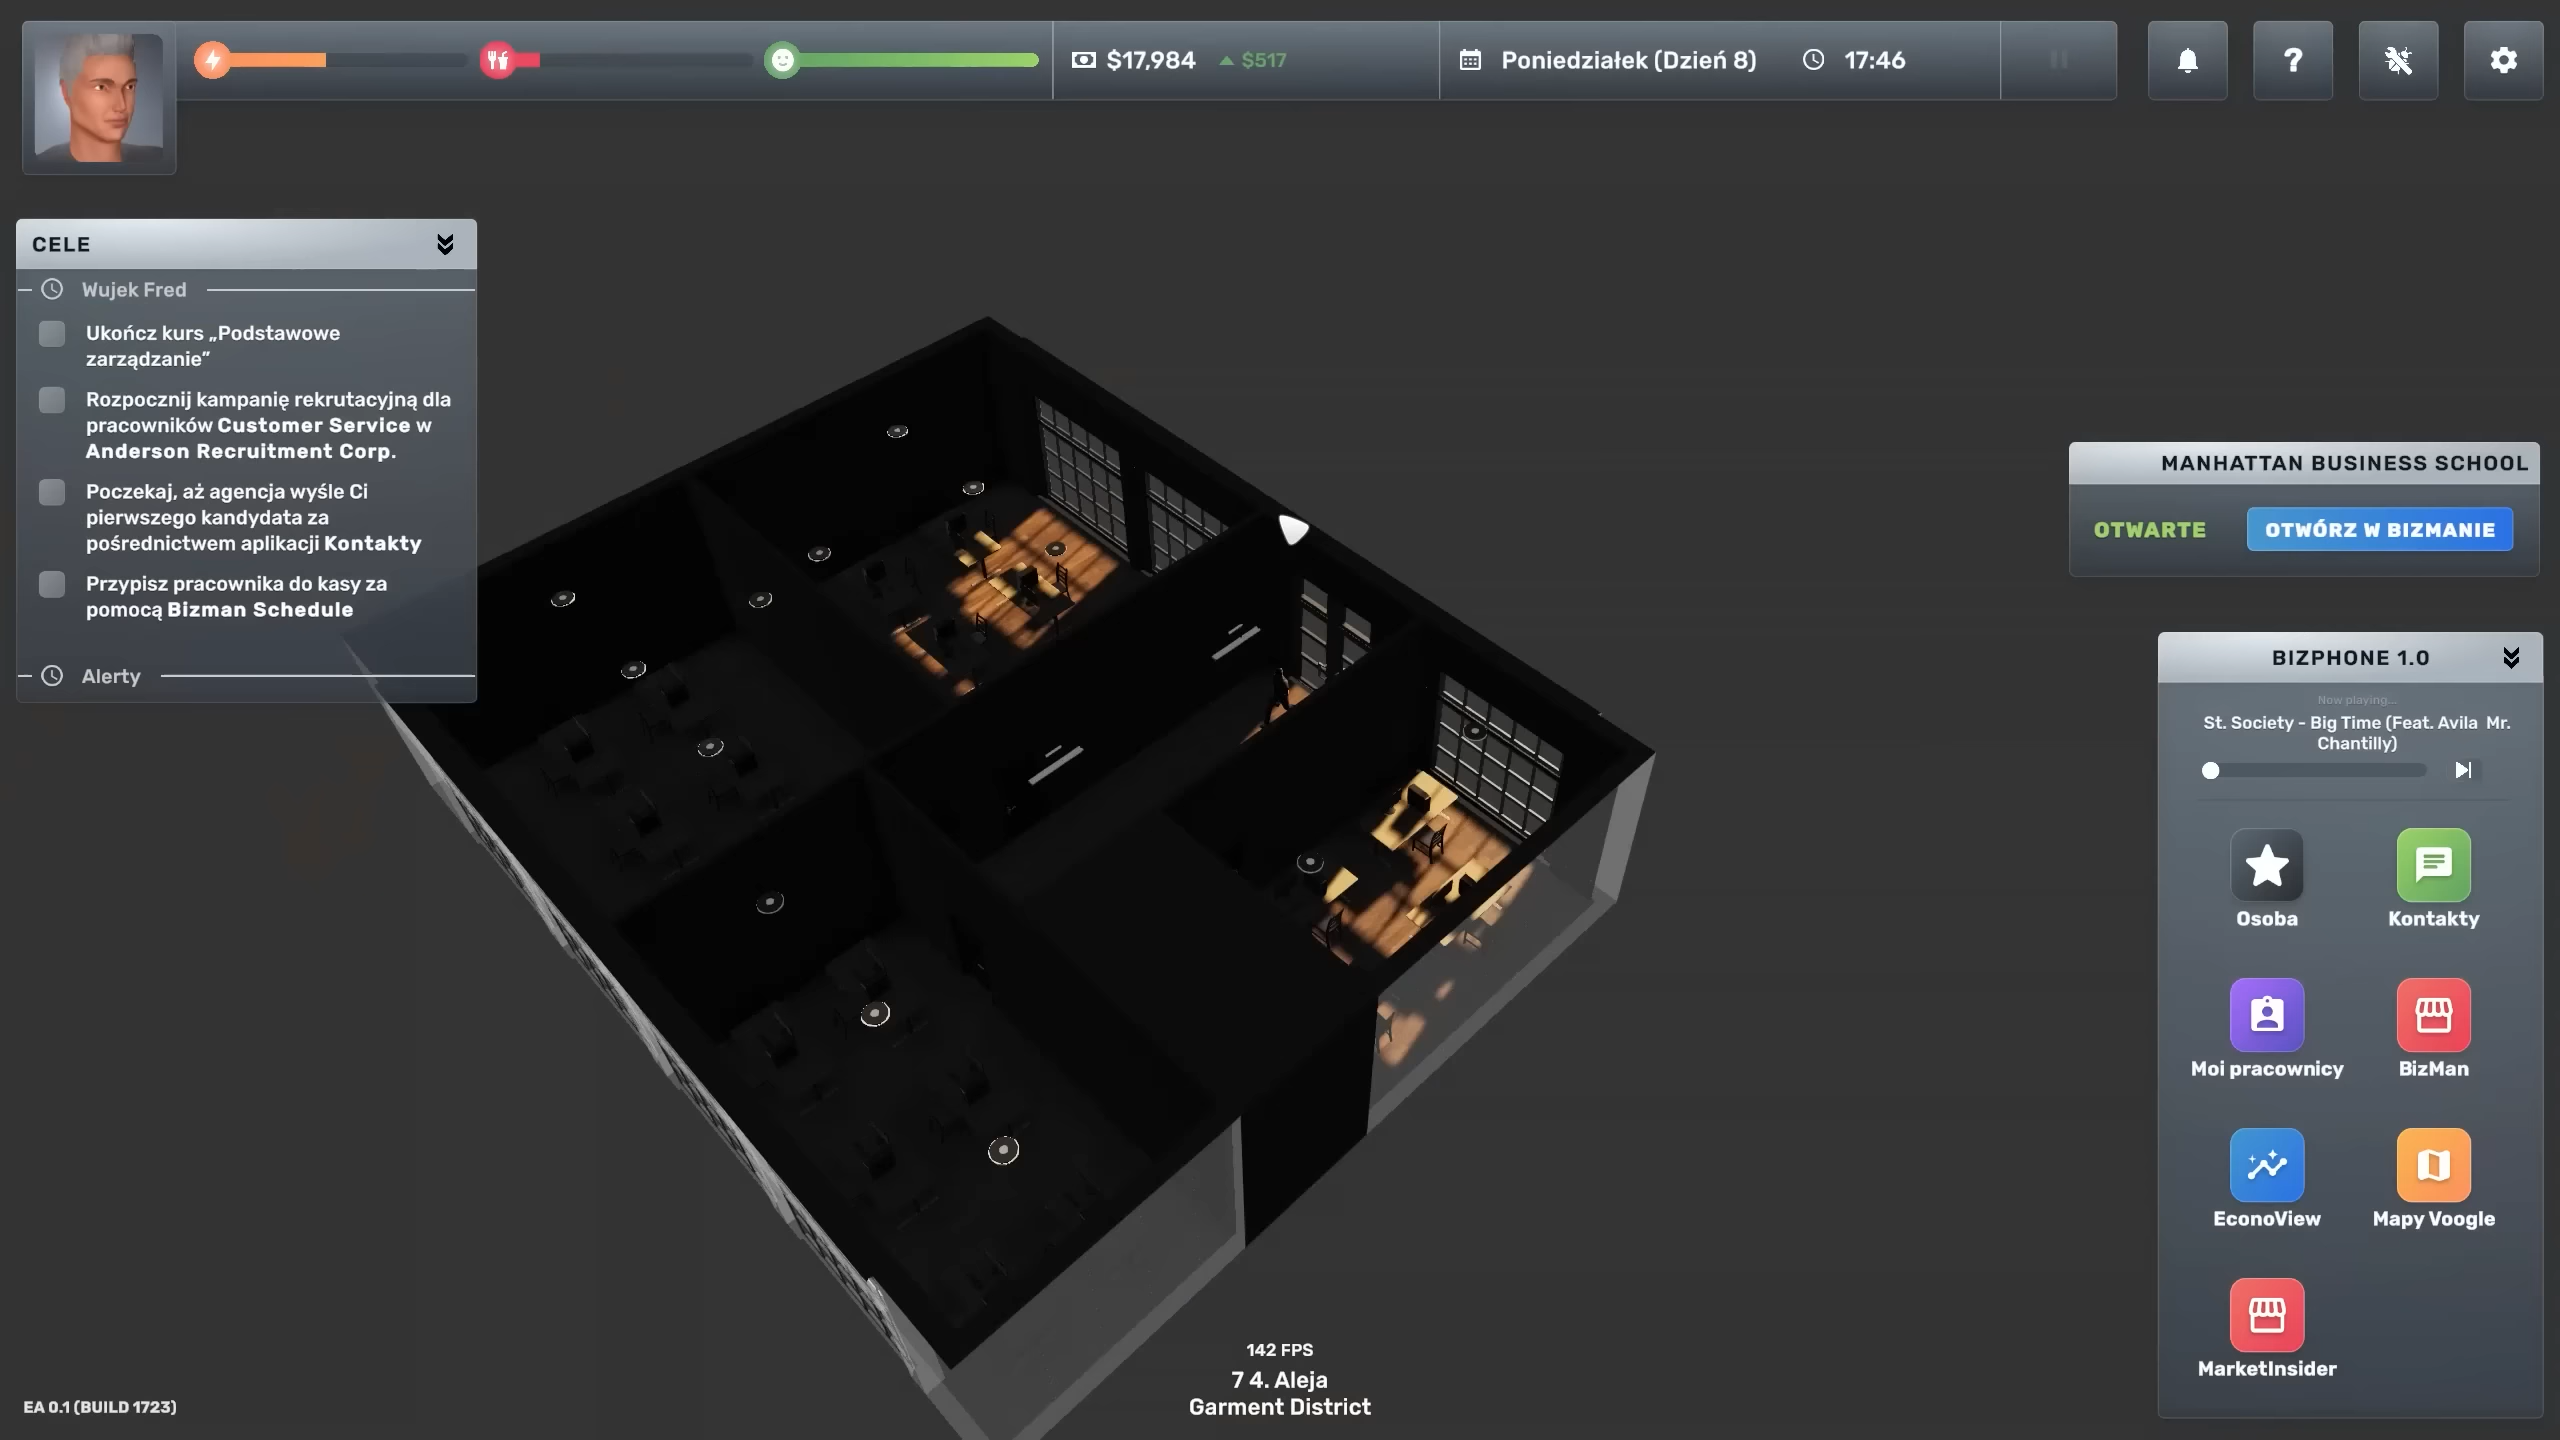 $17,984
$517
Poniedziałek (Dzień 8)
17:46
?
CELE
Wujek Fred
Ukończ kurs „Podstawowe
zarządzanie”
Rozpocznij kampanię rekrutacyjną dla
pracowników Customer Service w
Anderson Recruitment Corp.
Poczekaj, aż agencja wyśle Ci
pierwszego kandydata za
pośrednictwem aplikacji Kontakty
Przypisz pracownika do kasy za
pomocą Bizman Schedule
Alerty
MANHATTAN BUSINESS SCHOOL
OTWARTE
OTWÓRZ W BIZMANIE
BIZPHONE 1.0
Now playing...
St. Society - Big Time (Feat. Avila Mr.
Chantilly)
Osoba
Kontakty
Moi pracownicy
BizMan
EconoView
Mapy Voogle
MarketInsider
142 FPS
7 4. Aleja
Garment District
EA 0.1 (BUILD 1723)